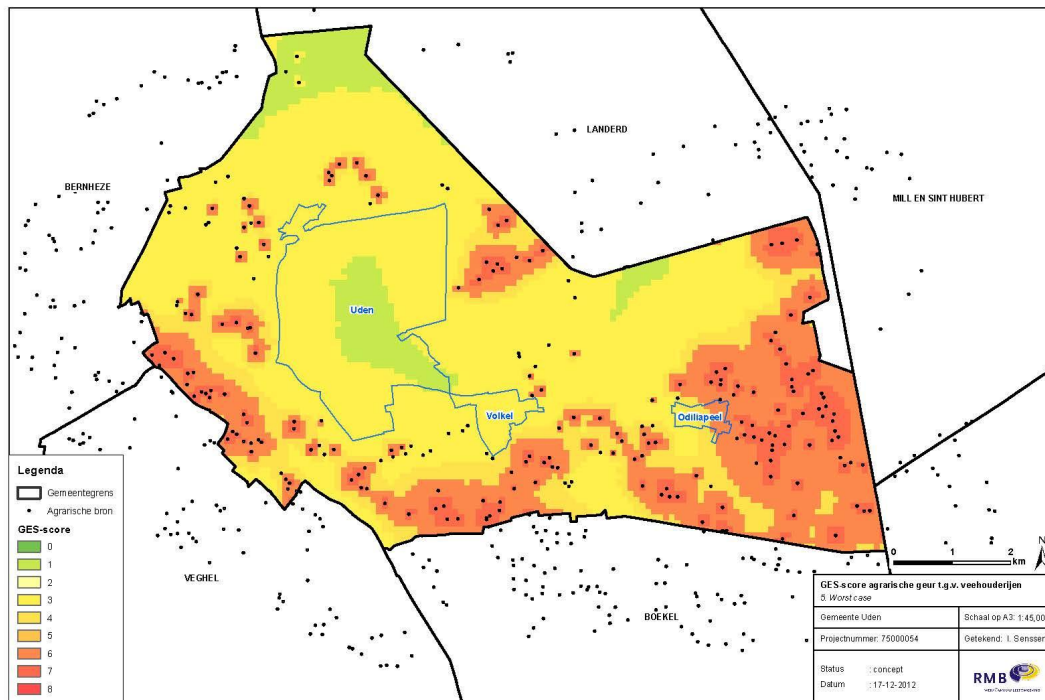 LANDERD
BERNHEZE
MILL EN SINT HUBERT
Uden
Volkel
Odiliapeel
VEGHEL
BOEKEL
Legenda
Gemeentegrens
Agrarische bron
GES-score
0
1
2
3
4
5
6
7
8
0 1 2
km
N
GES-score agrarische geur t.g.v. veehouderijen
5. Worst case
Gemeente Uden
Schaal op A3: 1:45,00
Projectnummer: 75000054
Getekend: I. Senssen
Status : concept
Datum : 17-12-2012
RMB